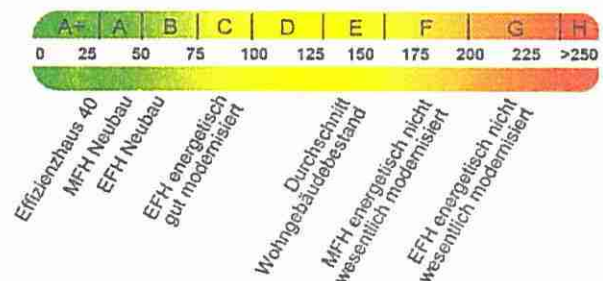 A+ A B C D E F G H
0 25 50 75 100 125 150 175 200 225 >250
Effizienzhaus 40
MFH Neubau
EFH Neubau
EFH energetisch
gut modernisiert
Durchschnitt
Wohngebäudebestand
MFH energetisch nicht
wesentlich modernisiert
EFH energetisch nicht
wesentlich modernisiert